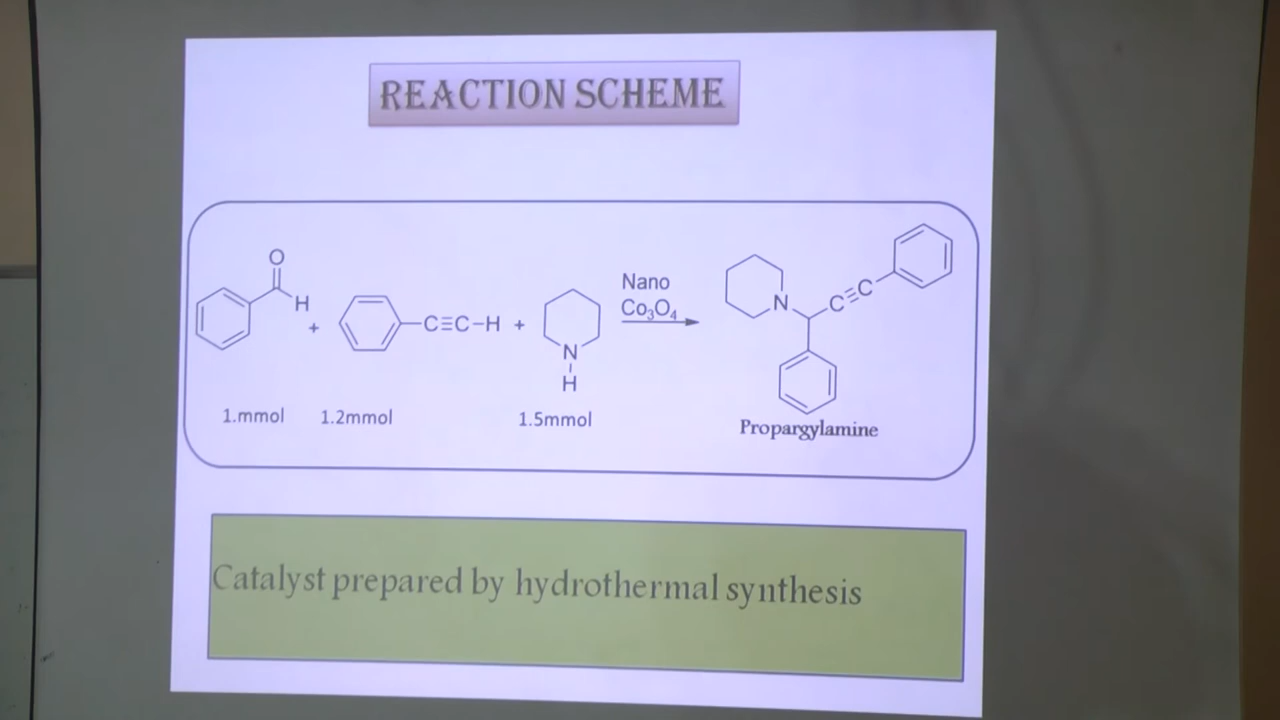 REACTION SCHEME
O
H
+
C≡C-H
+
N
H
Nano
Co₃O₄
N
C≡C
1.mmol
1.2mmol
1.5mmol
Propargylamine
Catalyst prepared by hydrothermal synthesis